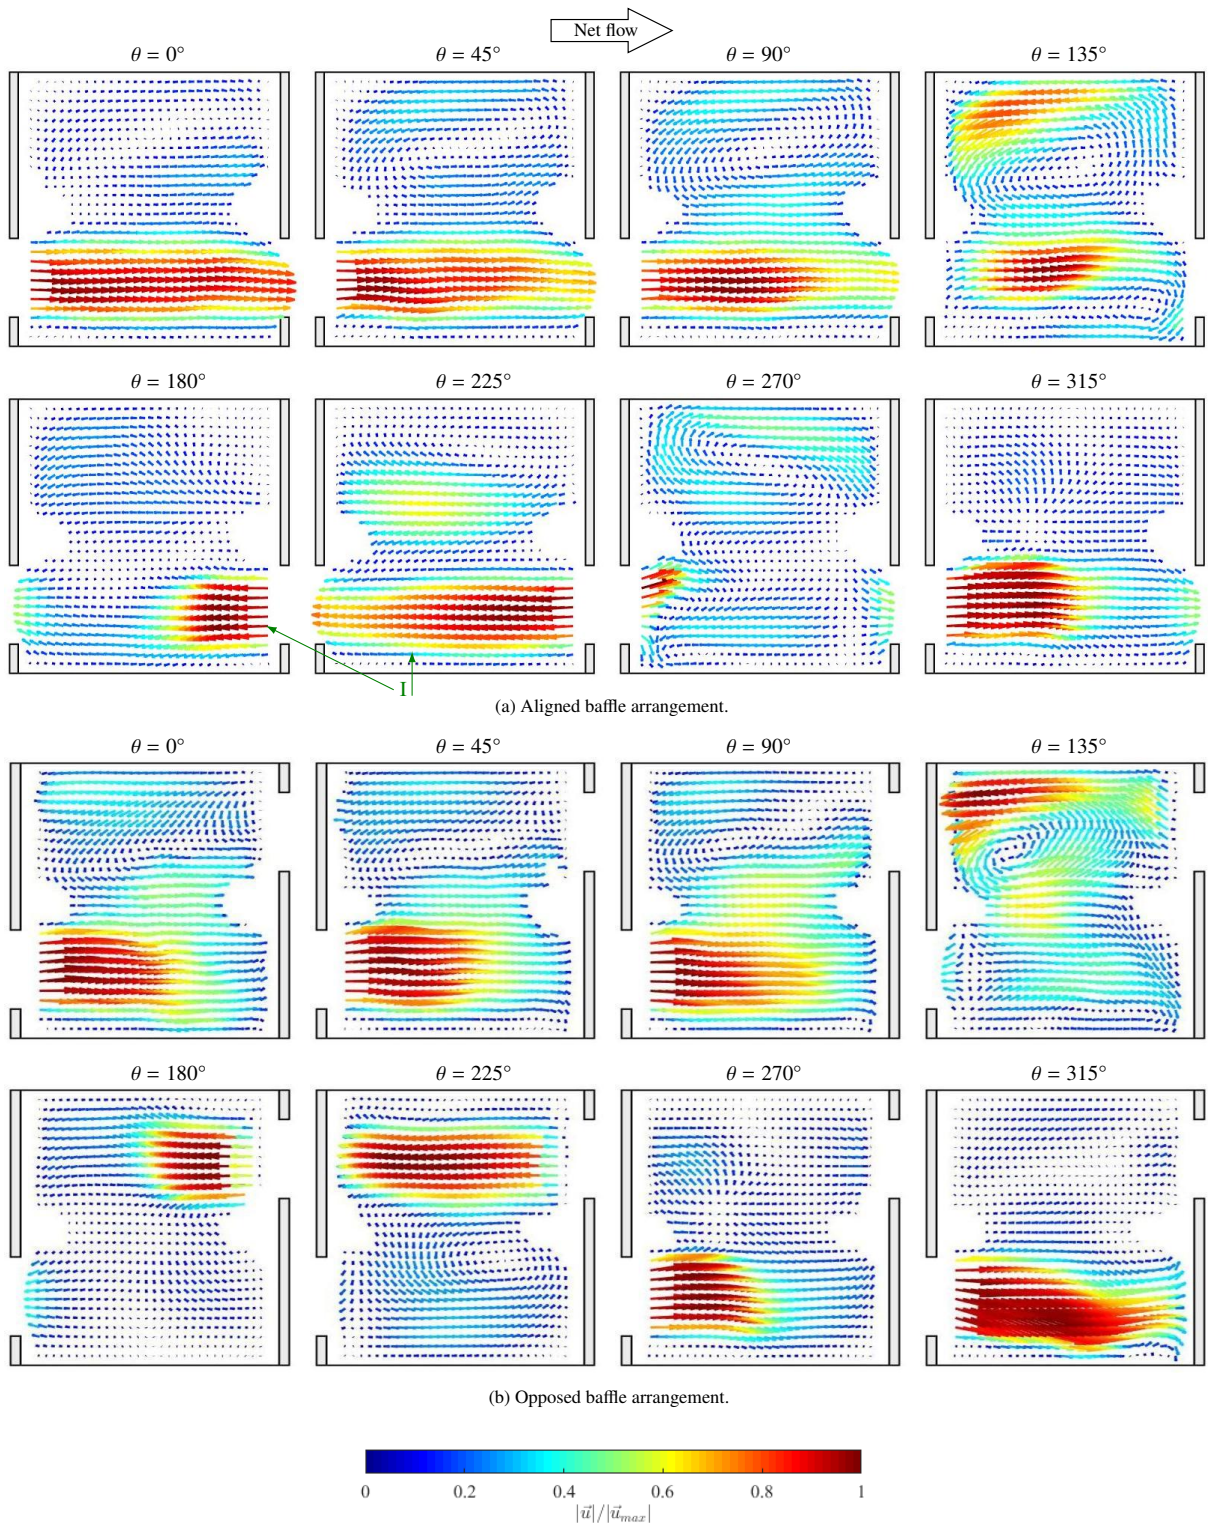 Net flow
θ = 0° θ = 45° θ = 90° θ = 135°
θ = 180° θ = 225° θ = 270° θ = 315°
I
(a) Aligned baffle arrangement.
θ = 0° θ = 45° θ = 90° θ = 135°
θ = 180° θ = 225° θ = 270° θ = 315°
(b) Opposed baffle arrangement.
0 0.2 0.4 0.6 0.8 1
|u⃗|/|u⃗max|